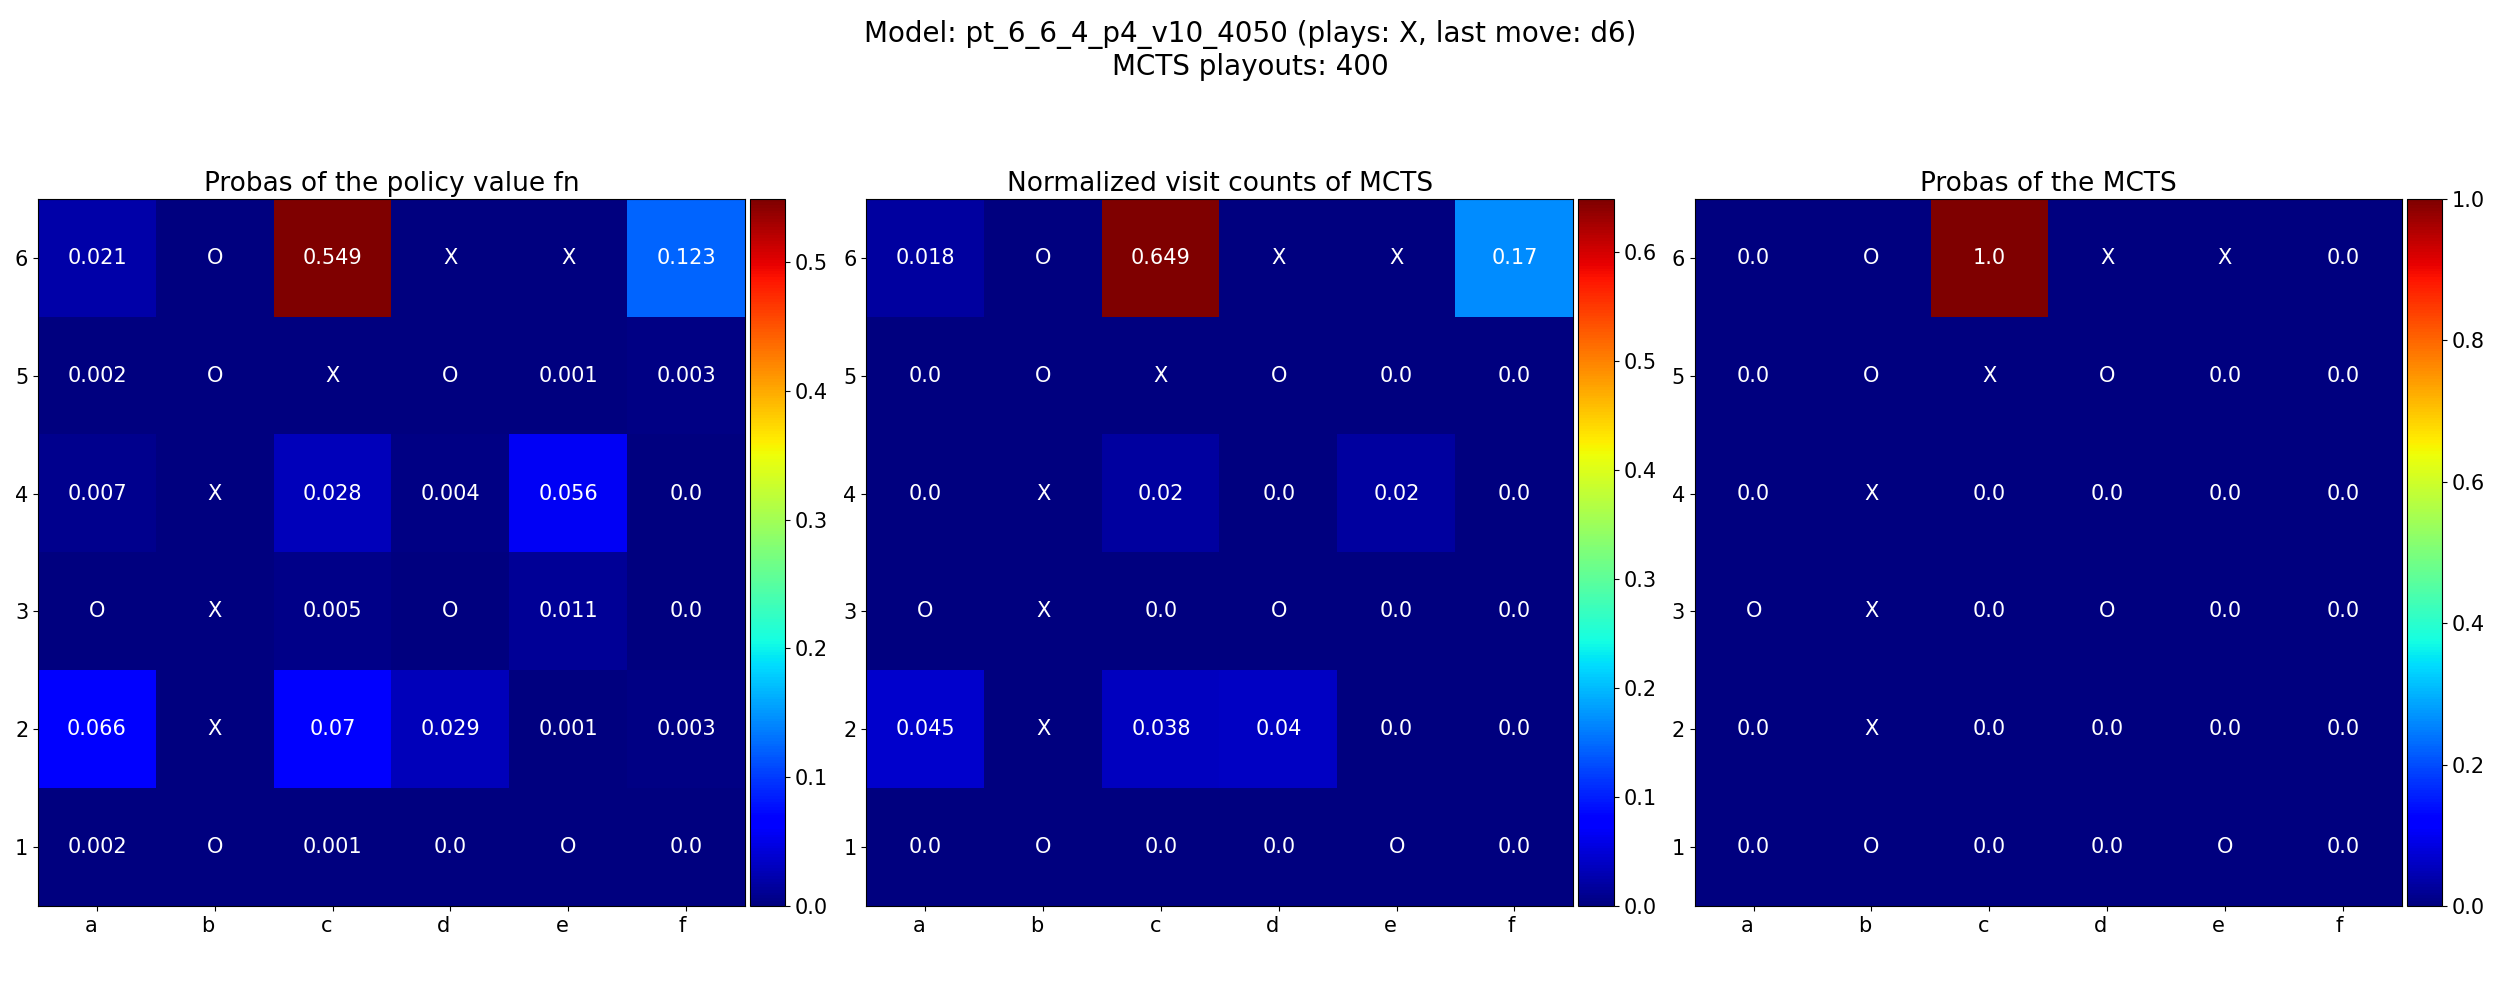 Model: pt_6_6_4_p4_v10_4050 (plays: X, last move: d6)
MCTS playouts: 400
Probas of the policy value fn
6 0.021 O 0.549 X X 0.123
5 0.002 O X O 0.001 0.003
4 0.007 X 0.028 0.004 0.056 0.0
3 O X 0.005 O 0.011 0.0
2 0.066 X 0.07 0.029 0.001 0.003
1 0.002 O 0.001 0.0 O 0.0
a b c d e f
0.5
0.4
0.3
0.2
0.1
0.0
Normalized visit counts of MCTS
6 0.018 O 0.649 X X 0.17
5 0.0 O X O 0.0 0.0
4 0.0 X 0.02 0.0 0.02 0.0
3 O X 0.0 O 0.0 0.0
2 0.045 X 0.038 0.04 0.0 0.0
1 0.0 O 0.0 0.0 O 0.0
a b c d e f
0.6
0.5
0.4
0.3
0.2
0.1
0.0
Probas of the MCTS
6 0.0 O 1.0 X X 0.0
5 0.0 O X O 0.0 0.0
4 0.0 X 0.0 0.0 0.0 0.0
3 O X 0.0 O 0.0 0.0
2 0.0 X 0.0 0.0 0.0 0.0
1 0.0 O 0.0 0.0 O 0.0
a b c d e f
1.0
0.8
0.6
0.4
0.2
0.0